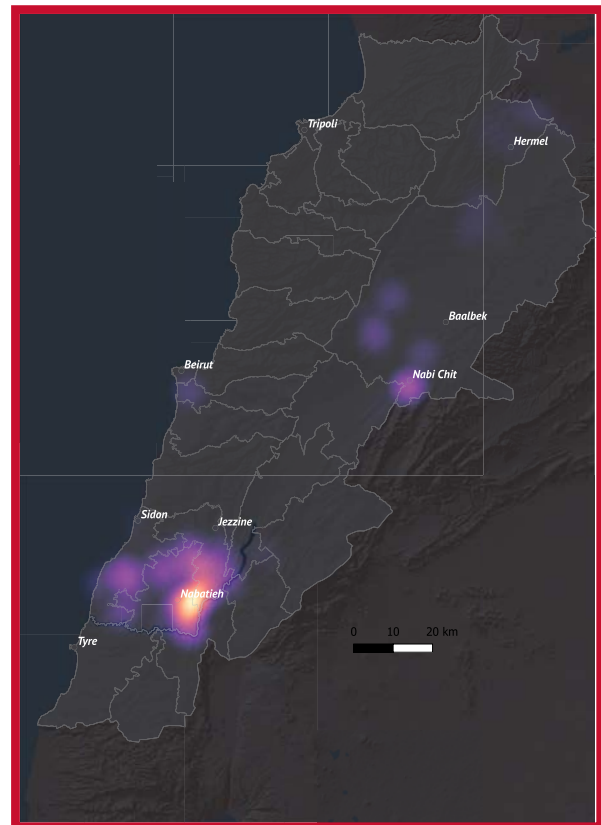 Tripoli
Hermel
Baalbek
Beirut
Nabi Chit
Sidon
Jezzine
Nabatieh
Tyre
0 10 20 km